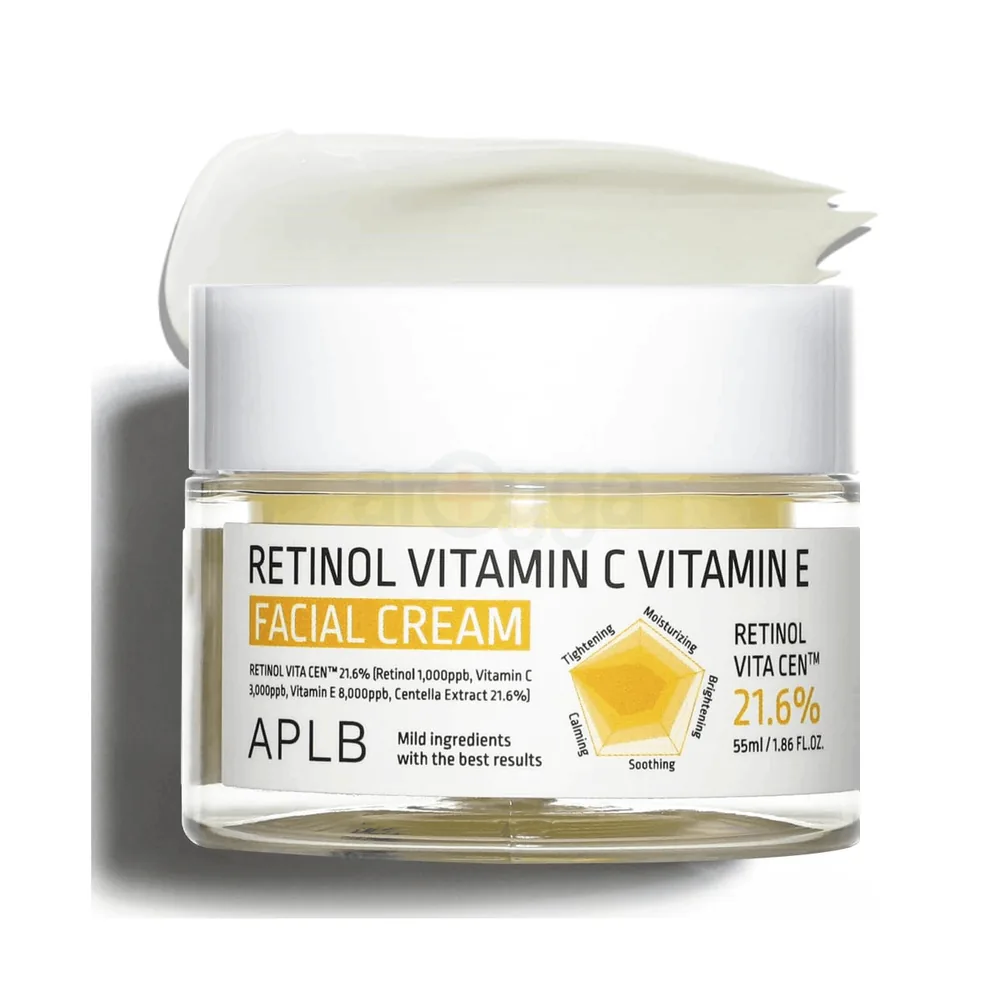 RETINOL VITAMIN C VITAMIN E
FACIAL CREAM
RETINOL VITA CEN™ 21.6% (Retinol 1,000ppb, Vitamin C
3,000ppb, Vitamin E 8,000ppb, Centella Extract 21.6%)
APLB
Mild ingredients
with the best results
Tightening
Moisturizing
Brightening
Soothing
Calming
RETINOL
VITA CEN™
21.6%
55ml / 1.86 FL.OZ.